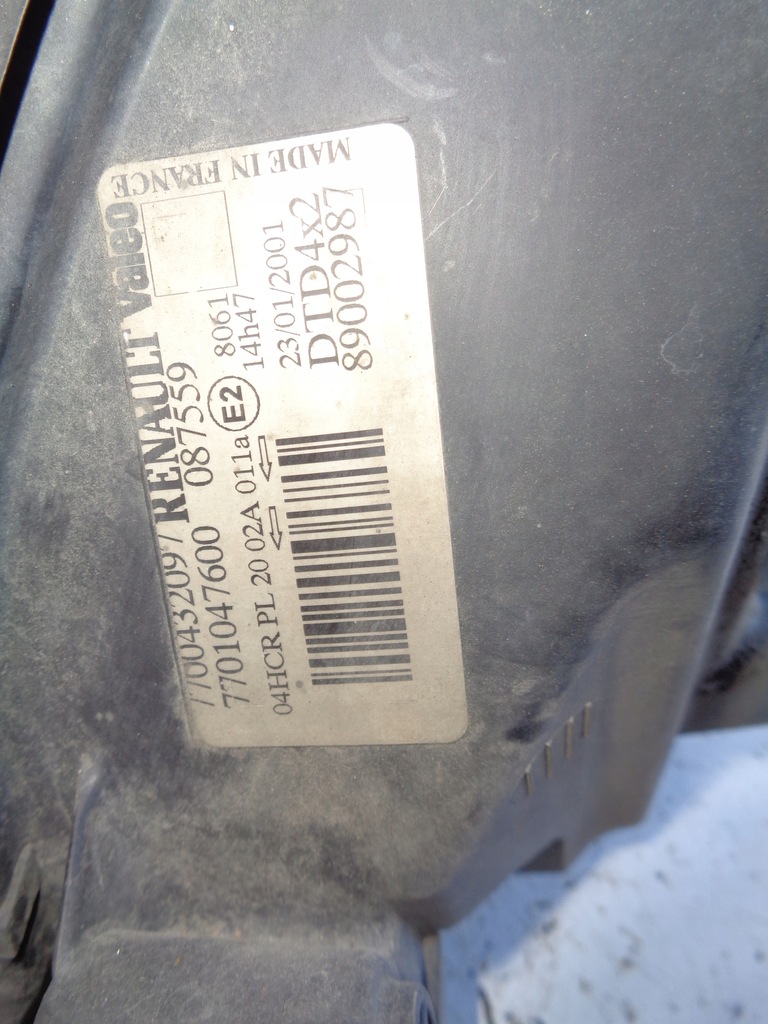 MADE IN FRANCE
7700432097 RENAULT Valeo
7701047600 087559
04HCR PL 20 02A 011a E2 8061
14h47
23/01/2001
DTD4x2
89002987